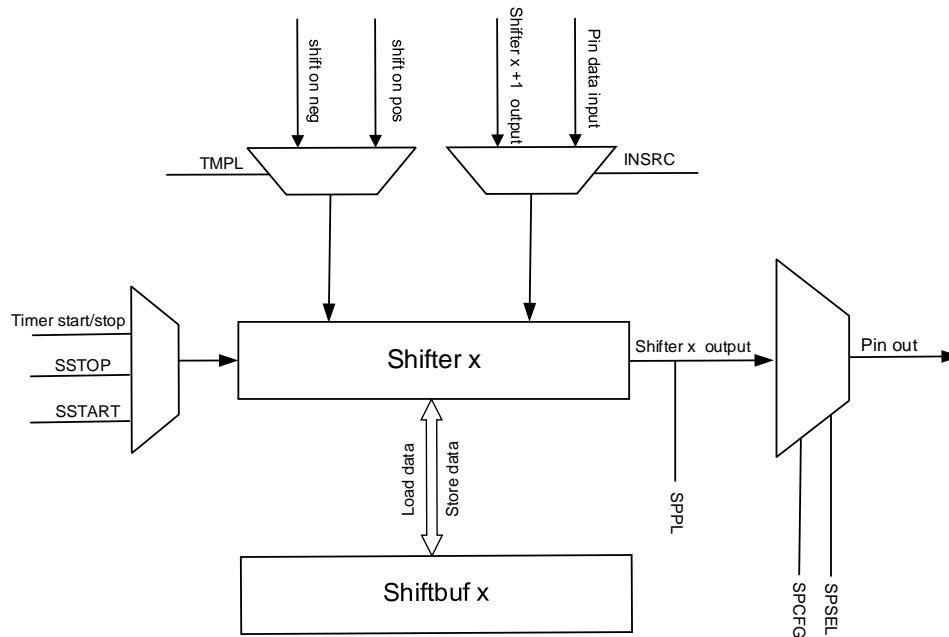 shift on neg
shift on pos
Shifter x +1 output
Pin data input
TMPL
INSRC
Timer start/stop
SSTOP
SSTART
Shifter x
Shifter x output
Pin out
Load data
Store data
SPPL
SPCFG
SPSEL
Shiftbuf x